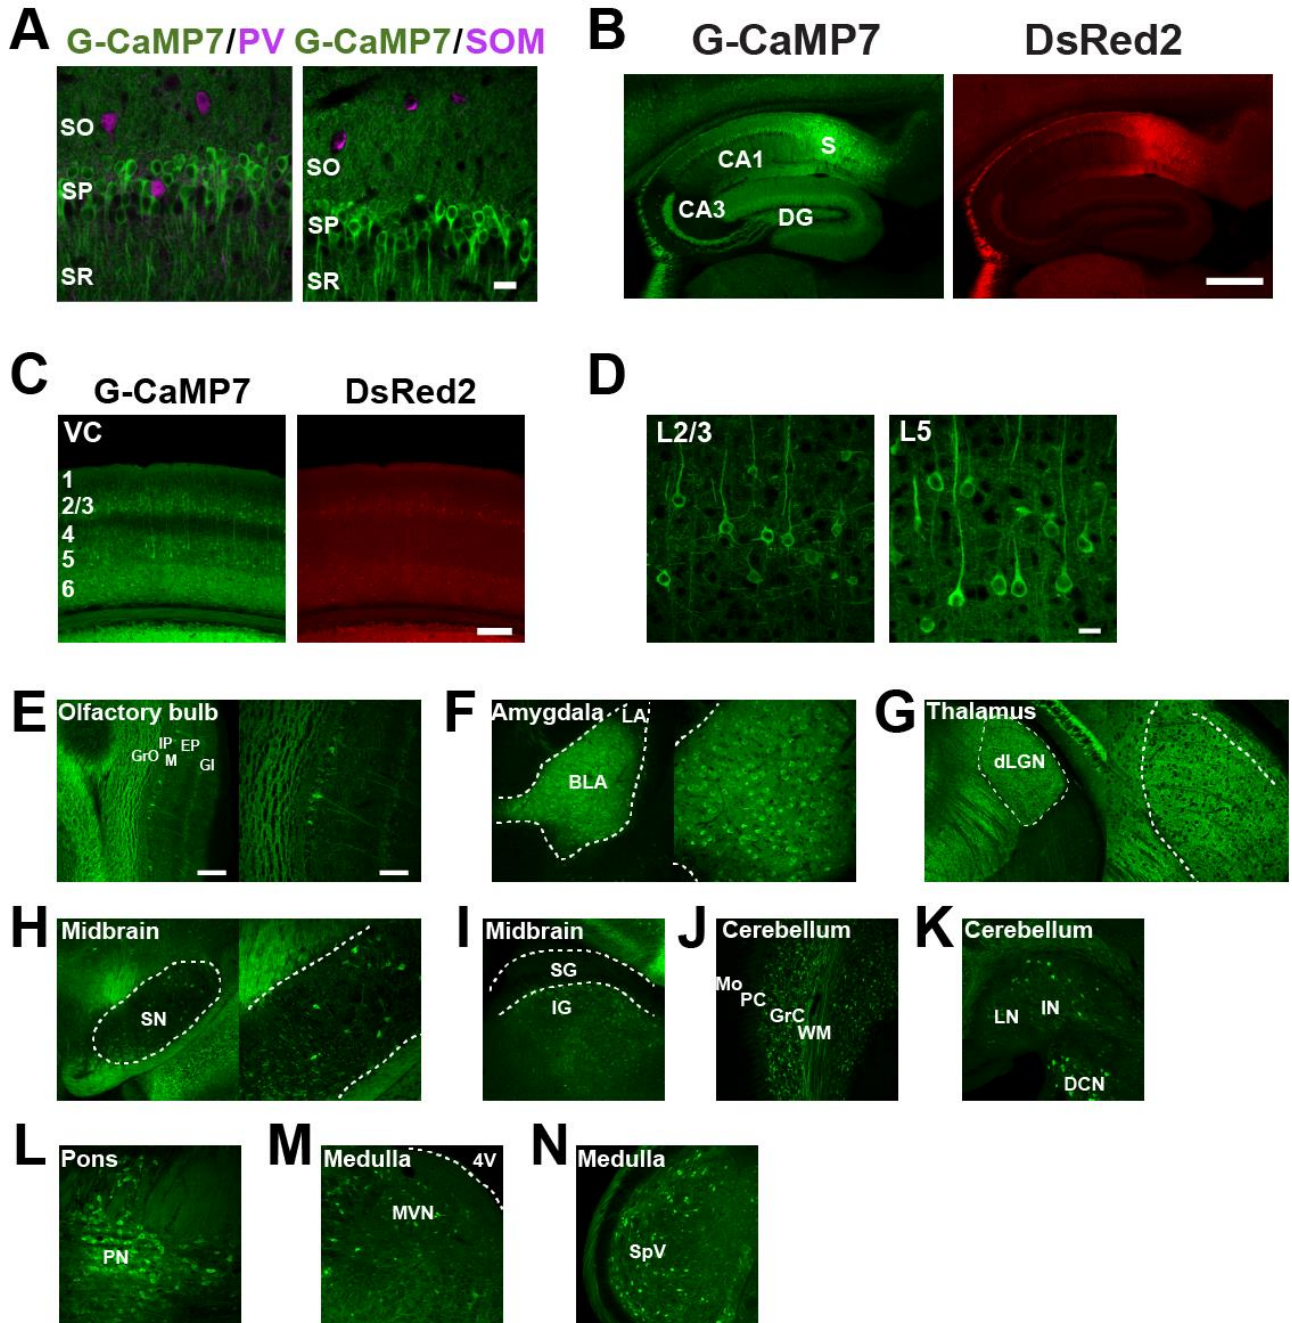 A
G-CaMP7/PV G-CaMP7/SOM
SO
SP
SR
SO
SP
SR
B
G-CaMP7 DsRed2
CA1
S
CA3
DG
C
G-CaMP7 DsRed2
VC
1
2/3
4
5
6
D
L2/3
L5
E
Olfactory bulb
GrO
IP
M
EP
Gl
F
Amygdala
LA
BLA
G
Thalamus
dLGN
H
Midbrain
SN
I
Midbrain
SG
IG
J
Cerebellum
Mo
PC
GrC
WM
K
Cerebellum
LN
IN
DCN
L
Pons
PN
M
Medulla
4V
MVN
N
Medulla
SpV